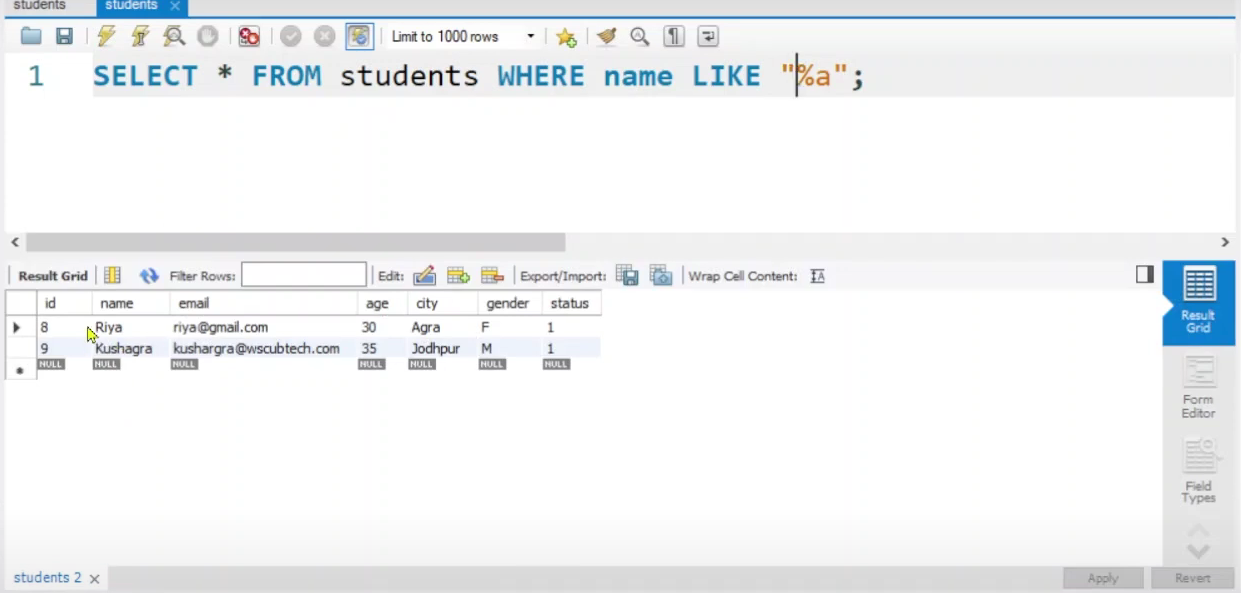 students students ×
Limit to 1000 rows
1 SELECT * FROM students WHERE name LIKE "%a";
Result Grid Filter Rows: Edit: Export/Import: Wrap Cell Content:
id name email age city gender status
8 Riya riya@gmail.com 30 Agra F 1
9 Kushagra kushargra@wscubtech.com 35 Jodhpur M 1
NULL NULL NULL NULL NULL NULL NULL
Result
Grid
Form
Editor
Field
Types
students 2 × Apply Revert